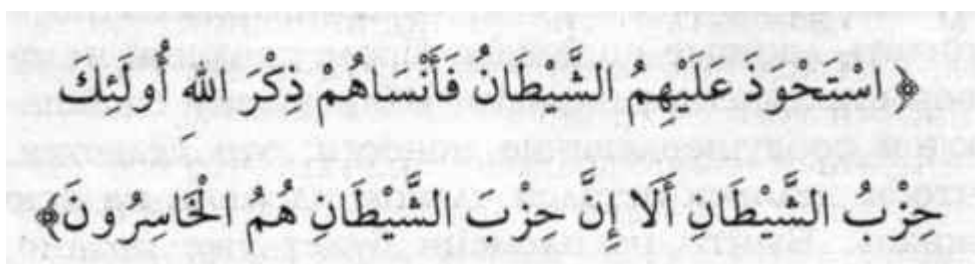 ﴿ اسْتَحْوَذَ عَلَيْهِمُ الشَّيْطَانُ فَأَنْسَاهُمْ ذِكْرَ اللهِ أُولَئِكَ
حِزْبُ الشَّيْطَانِ أَلَا إِنَّ حِزْبَ الشَّيْطَانِ هُمُ الْخَاسِرُونَ﴾